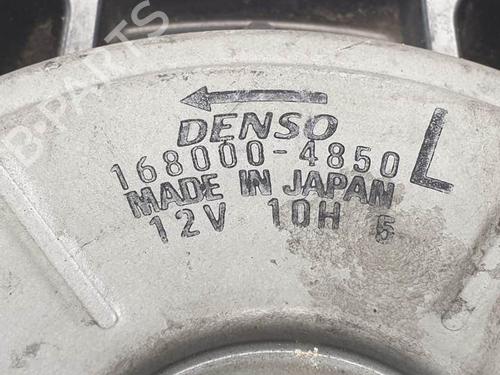 DENSO
168000-4850 L
MADE IN JAPAN
12V 10H 5
B-PARTS